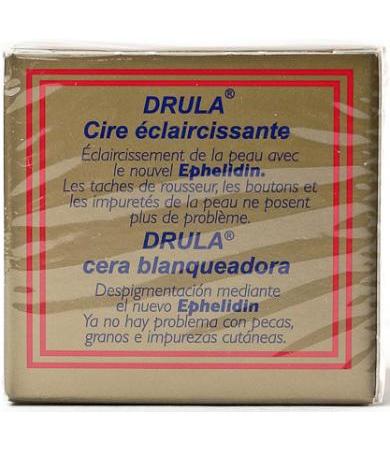 DRULA®
Cire éclaircissante
Éclaircissement de la peau avec
le nouvel Ephelidin.
Les taches de rousseur, les boutons et
les impuretés de la peau ne posent
plus de problème.
DRULA®
cera blanqueadora
Despigmentación mediante
el nuevo Ephelidin
Ya no hay problema con pecas,
granos e impurezas cutáneas.